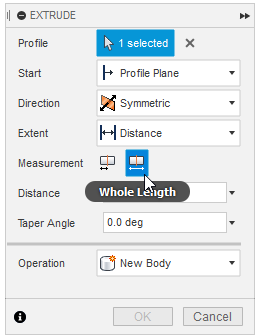 EXTRUDE
Profile
1 selected
Start
Profile Plane
Direction
Symmetric
Extent
Distance
Measurement
Whole Length
Distance
Taper Angle
0.0 deg
Operation
New Body
OK
Cancel